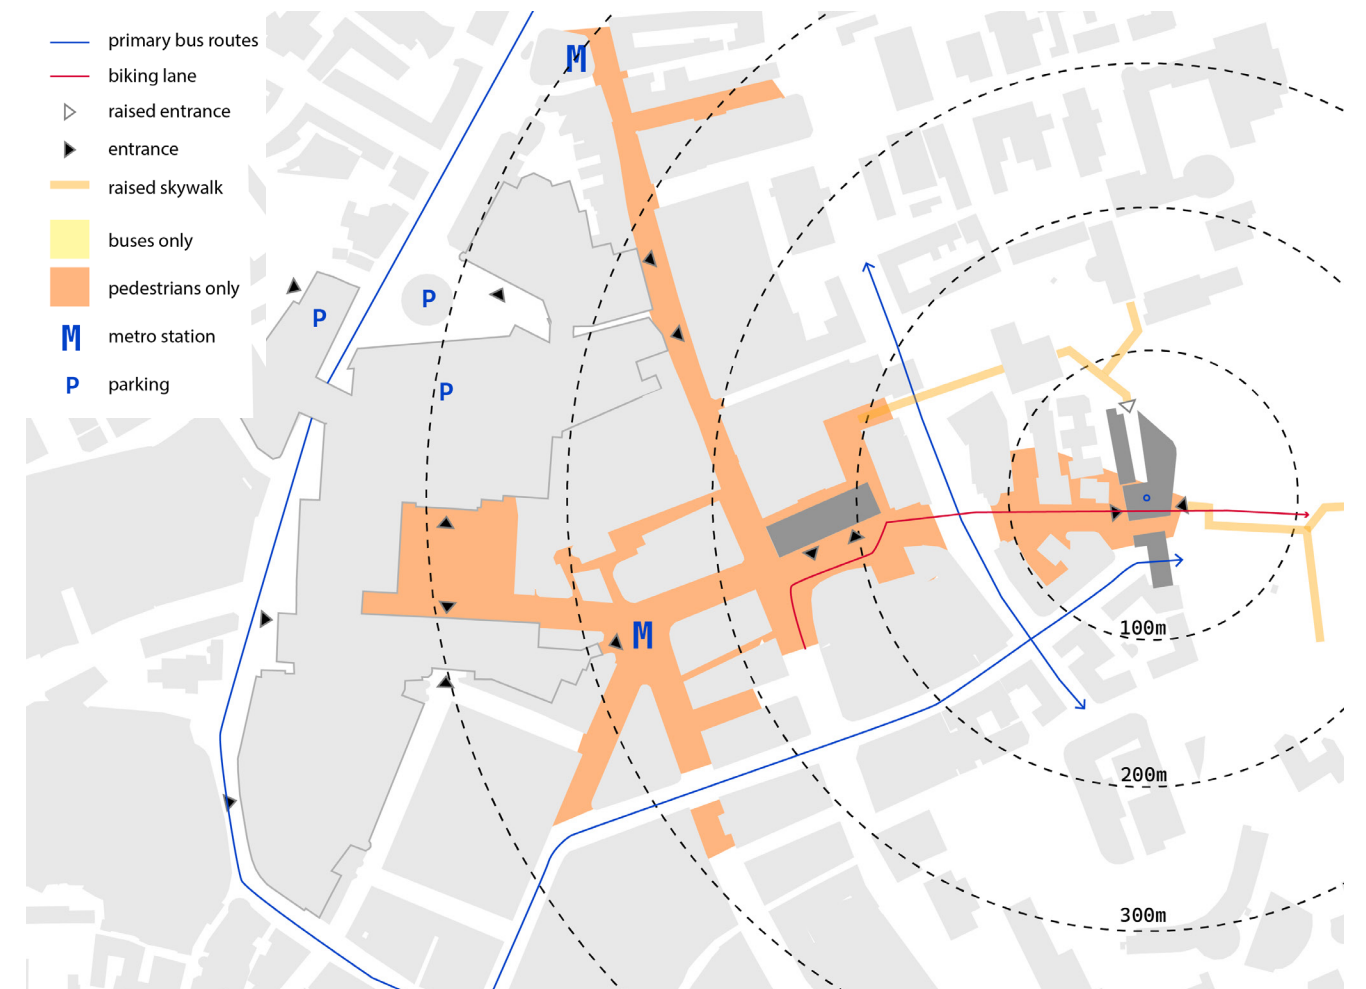 primary bus routes
biking lane
raised entrance
entrance
raised skywalk
buses only
pedestrians only
M metro station
P parking
M
P
P
P
M
100m
200m
300m